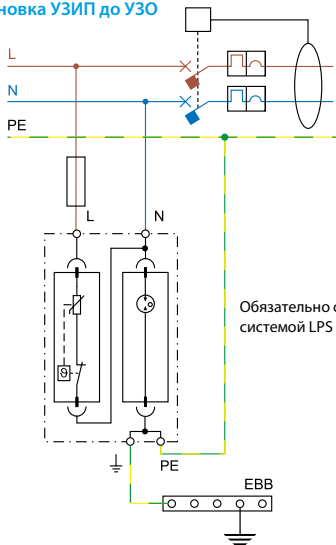 новка УЗИП до УЗО
L
N
PE
L
N
Обязательно с
системой LPS
ϑ
PE
EBB